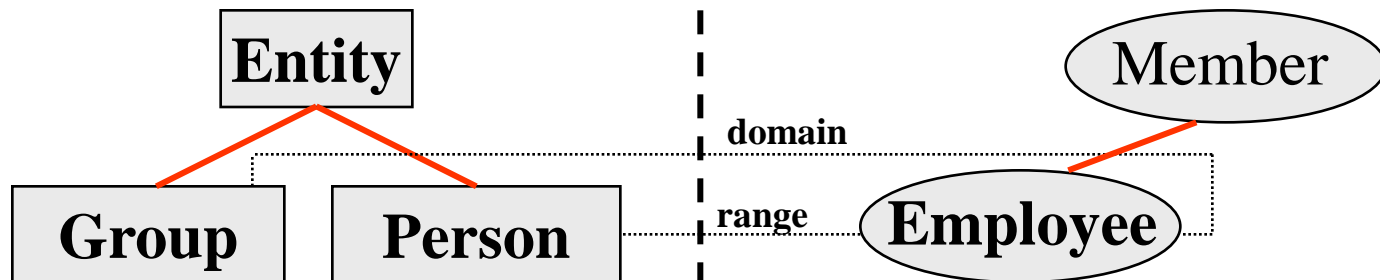 Entity
Member
domain
Group
Person
range
Employee